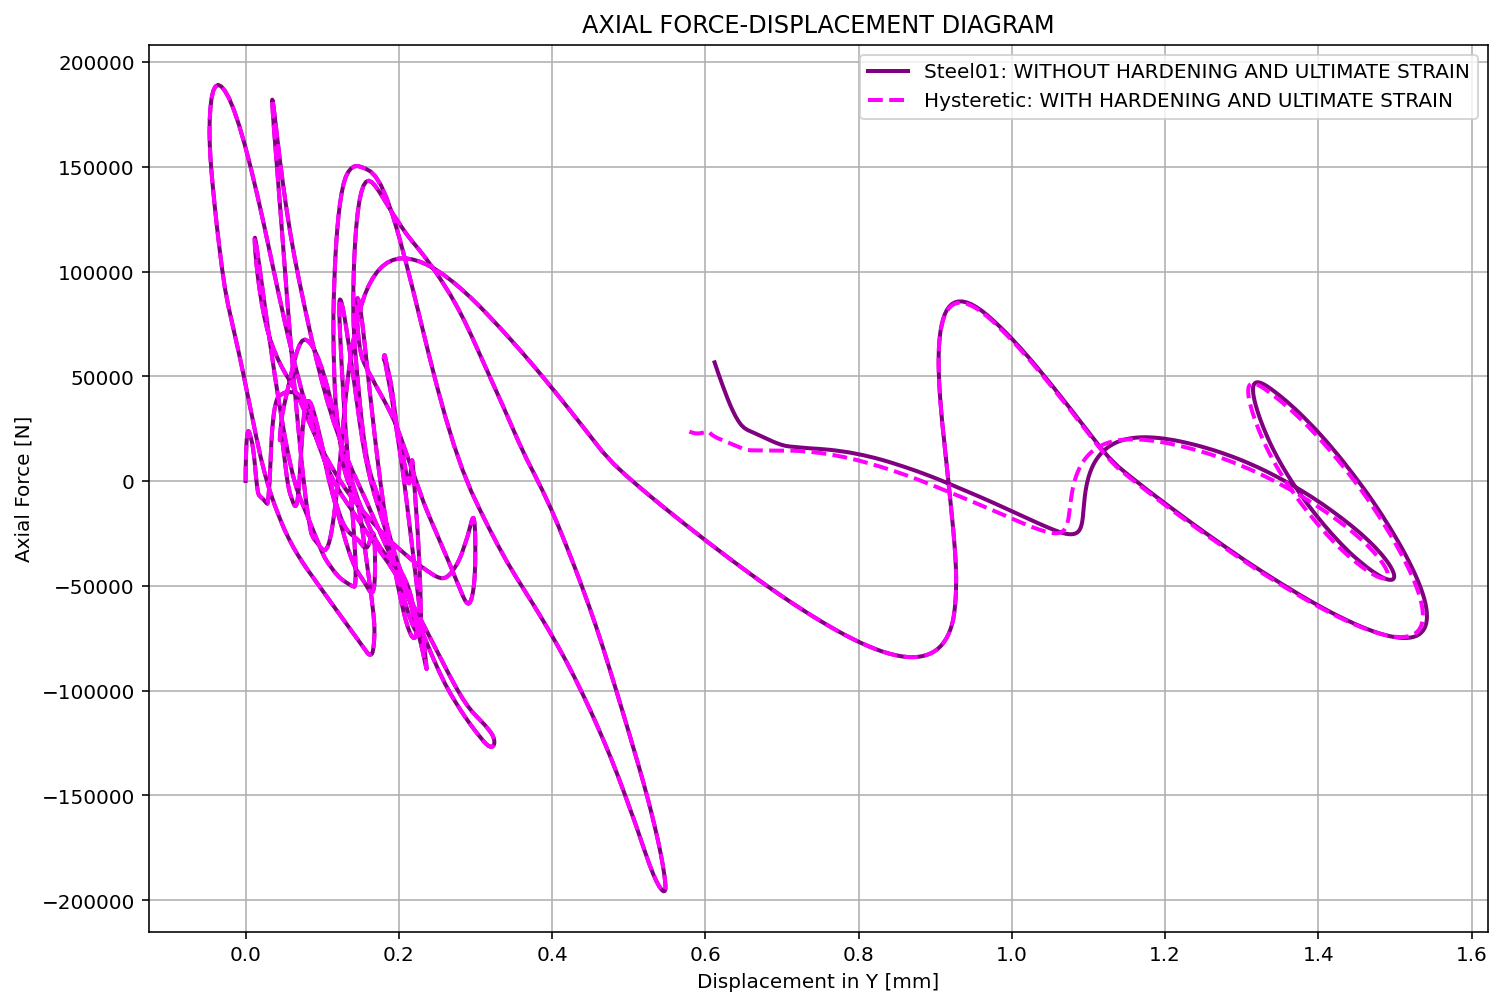 AXIAL FORCE-DISPLACEMENT DIAGRAM
Steel01: WITHOUT HARDENING AND ULTIMATE STRAIN
Hysteretic: WITH HARDENING AND ULTIMATE STRAIN
Axial Force [N]
200000
150000
100000
50000
0
−50000
−100000
−150000
−200000
0.0 0.2 0.4 0.6 0.8 1.0 1.2 1.4 1.6
Displacement in Y [mm]